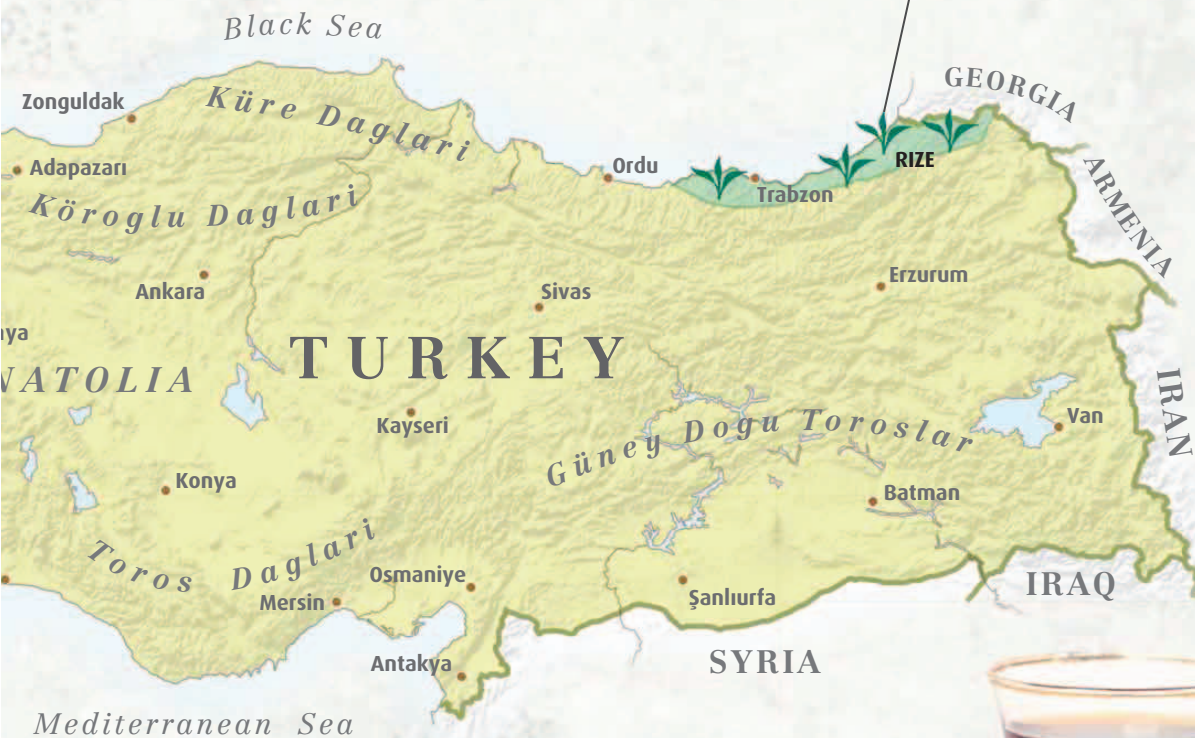 Black Sea
GEORGIA
Zonguldak
Küre Daglari
Adapazarı
Ordu
RIZE
ARMENIA
Trabzon
Köroglu Daglari
Ankara
Sivas
Erzurum
TURKEY
IRAN
Kayseri
Van
Güney Dogu Toroslar
Konya
Batman
Toros Daglari
Osmaniye
Mersin
Şanlıurfa
IRAQ
Antakya
SYRIA
Mediterranean Sea